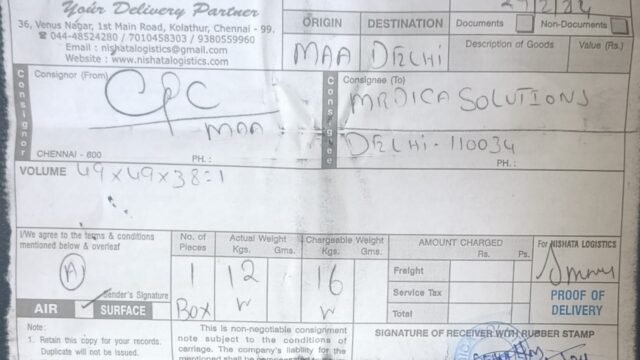 Your Delivery Partner
36, Venus Nagar, 1st Main Road, Kolathur, Chennai - 99.
☎ 044-48524280 / 7010458303 / 9380559960
Email : nishatalogistics@gmail.com
Website : www.nishatalogistics.com
ORIGIN DESTINATION
MAA DELHI
Documents Non-Documents
Description of Goods Value (Rs.)
Consignor
Consignor (From)
CPC
MAA
CHENNAI - 600 PH. :
Consignee
Consignee (To)
MEDICA SOLUTIONS
DELHI - 110034
PH. :
VOLUME 49 x 49 x 38 = 1
I/We agree to the terms & conditions
mentioned below & overleaf
A
Sender's Signature
AIR SURFACE
No. of Pieces
1
Box
Actual Weight
Kgs. Gms.
12
Chargeable Weight
Kgs. Gms.
16
AMOUNT CHARGED
Rs. Ps.
Freight
Service Tax
Total
For NISHATA LOGISTICS
PROOF OF
DELIVERY
Note :
1. Retain this copy for your records.
Duplicate will not be issued.
This is non-negotiable consignment
note subject to the conditions of
carriage. The company's liability for the
SIGNATURE OF RECEIVER WITH RUBBER STAMP